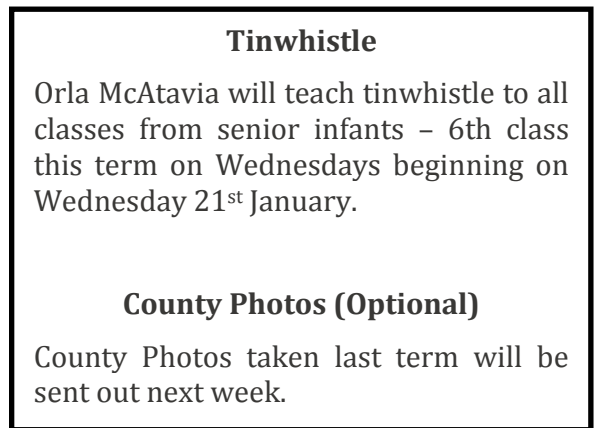 Tinwhistle
Orla McAtavia will teach tinwhistle to all
classes from senior infants – 6th class
this term on Wednesdays beginning on
Wednesday 21st January.
County Photos (Optional)
County Photos taken last term will be
sent out next week.